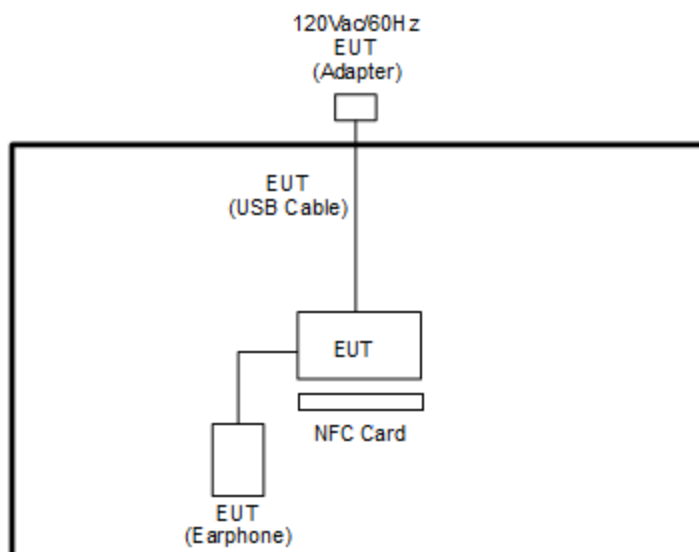 120Vac/60Hz
EUT
(Adapter)
EUT
(USB Cable)
EUT
NFC Card
EUT
(Earphone)